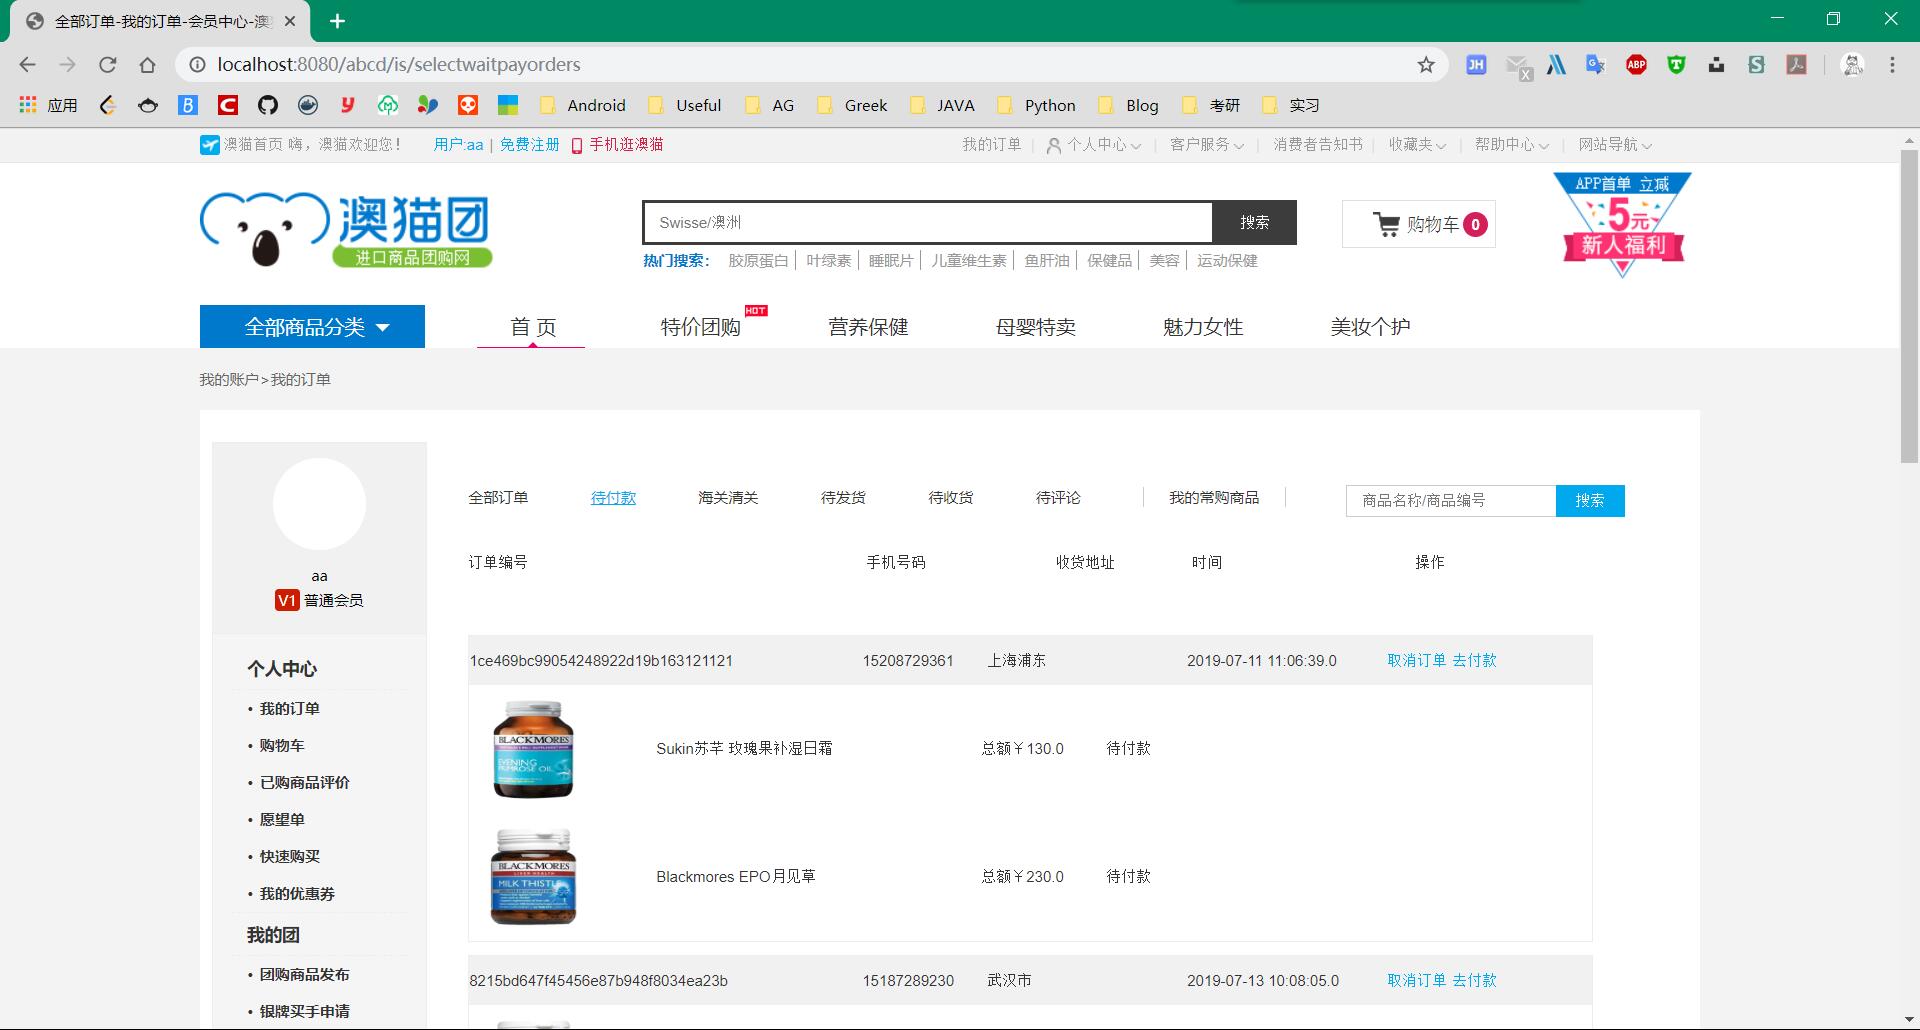 全部订单-我的订单-会员中心-澳
localhost:8080/abcd/is/selectwaitpayorders
应用 Android Useful AG Greek JAVA Python Blog 考研 实习
澳猫首页 嗨，澳猫欢迎您！ 用户:aa | 免费注册 手机逛澳猫 我的订单 | 个人中心 | 客户服务 | 消费者告知书 | 收藏夹 | 帮助中心 | 网站导航
澳猫团
进口商品团购网
Swisse/澳洲 搜索
购物车 0
APP首单 立减
5元
新人福利
热门搜索： 胶原蛋白 | 叶绿素 | 睡眠片 | 儿童维生素 | 鱼肝油 | 保健品 | 美容 | 运动保健
全部商品分类 首 页 特价团购 HOT 营养保健 母婴特卖 魅力女性 美妆个护
我的账户>我的订单
aa
V1 普通会员
个人中心
• 我的订单
• 购物车
• 已购商品评价
• 愿望单
• 快速购买
• 我的优惠券
我的团
• 团购商品发布
• 银牌买手申请
全部订单 待付款 海关清关 待发货 待收货 待评论 我的常购商品 商品名称/商品编号 搜索
订单编号 手机号码 收货地址 时间 操作
1ce469bc99054248922d19b163121121 15208729361 上海浦东 2019-07-11 11:06:39.0 取消订单 去付款
BLACKMORES
EVENING
PRIMROSE OIL
Sukin苏芊 玫瑰果补湿日霜 总额￥130.0 待付款
BLACKMORES
MILK THISTLE
Blackmores EPO月见草 总额￥230.0 待付款
8215bd647f45456e87b948f8034ea23b 15187289230 武汉市 2019-07-13 10:08:05.0 取消订单 去付款